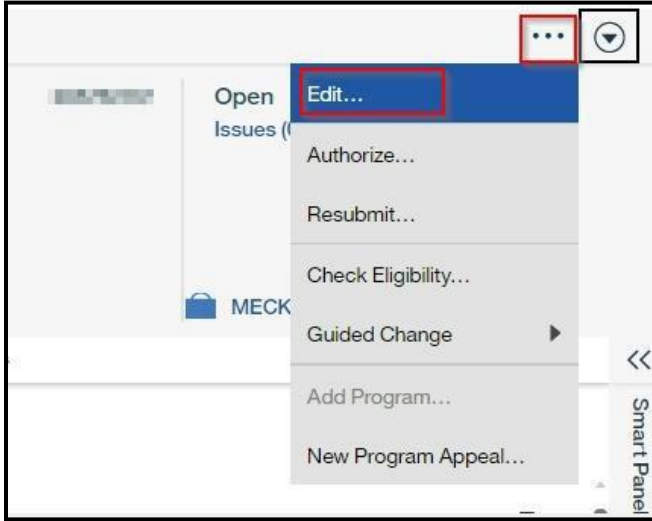 Open
Edit...
Issues (
Authorize...
Resubmit...
Check Eligibility...
MECK
Guided Change
Add Program...
New Program Appeal...
Smart Panel